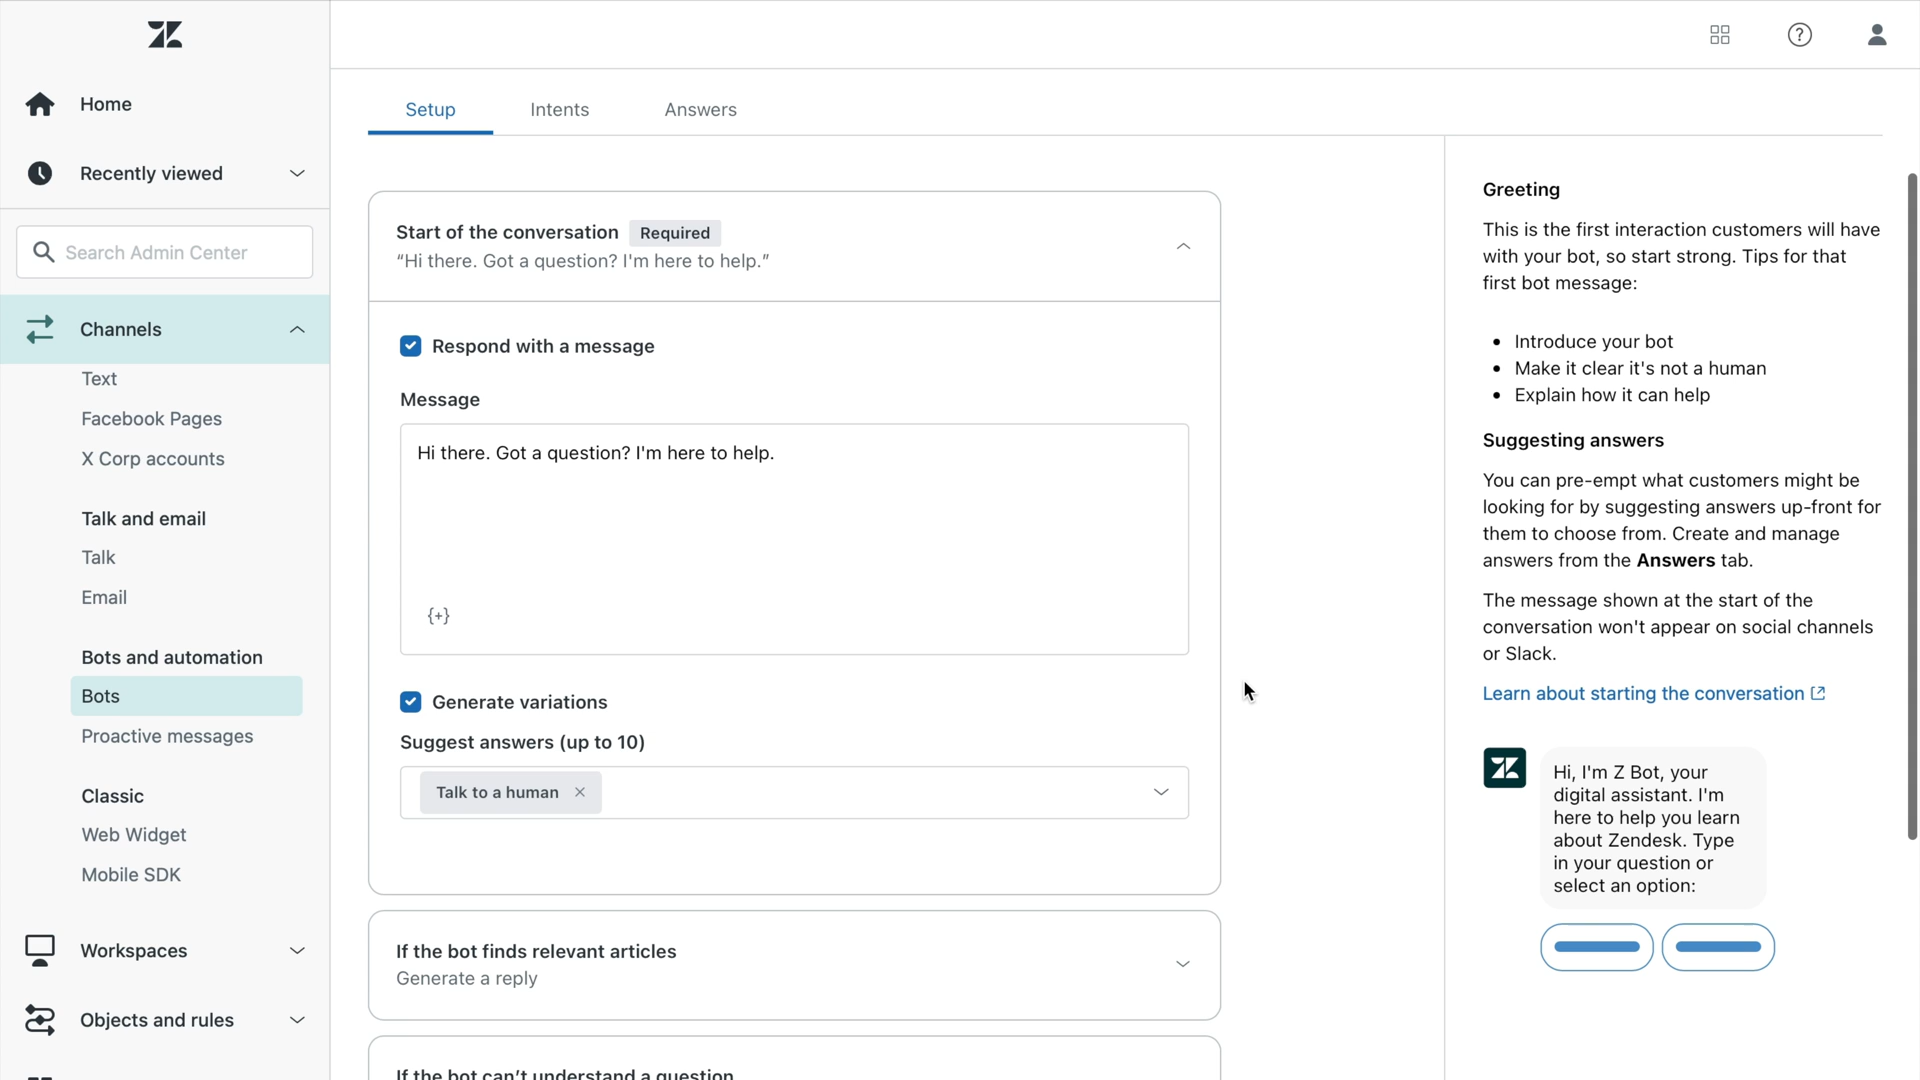 Home
Recently viewed
Search Admin Center
Channels
Text
Facebook Pages
X Corp accounts
Talk and email
Talk
Email
Bots and automation
Bots
Proactive messages
Classic
Web Widget
Mobile SDK
Workspaces
Objects and rules
Setup
Intents
Answers
Start of the conversation
Required
“Hi there. Got a question? I'm here to help.”
Respond with a message
Message
Hi there. Got a question? I'm here to help.
{+}
Generate variations
Suggest answers (up to 10)
Talk to a human
If the bot finds relevant articles
Generate a reply
If the bot can’t understand a question
Greeting
This is the first interaction customers will have
with your bot, so start strong. Tips for that
first bot message:
• Introduce your bot
• Make it clear it's not a human
• Explain how it can help
Suggesting answers
You can pre-empt what customers might be
looking for by suggesting answers up-front for
them to choose from. Create and manage
answers from the Answers tab.
The message shown at the start of the
conversation won't appear on social channels
or Slack.
Learn about starting the conversation
Hi, I'm Z Bot, your
digital assistant. I'm
here to help you learn
about Zendesk. Type
in your question or
select an option: